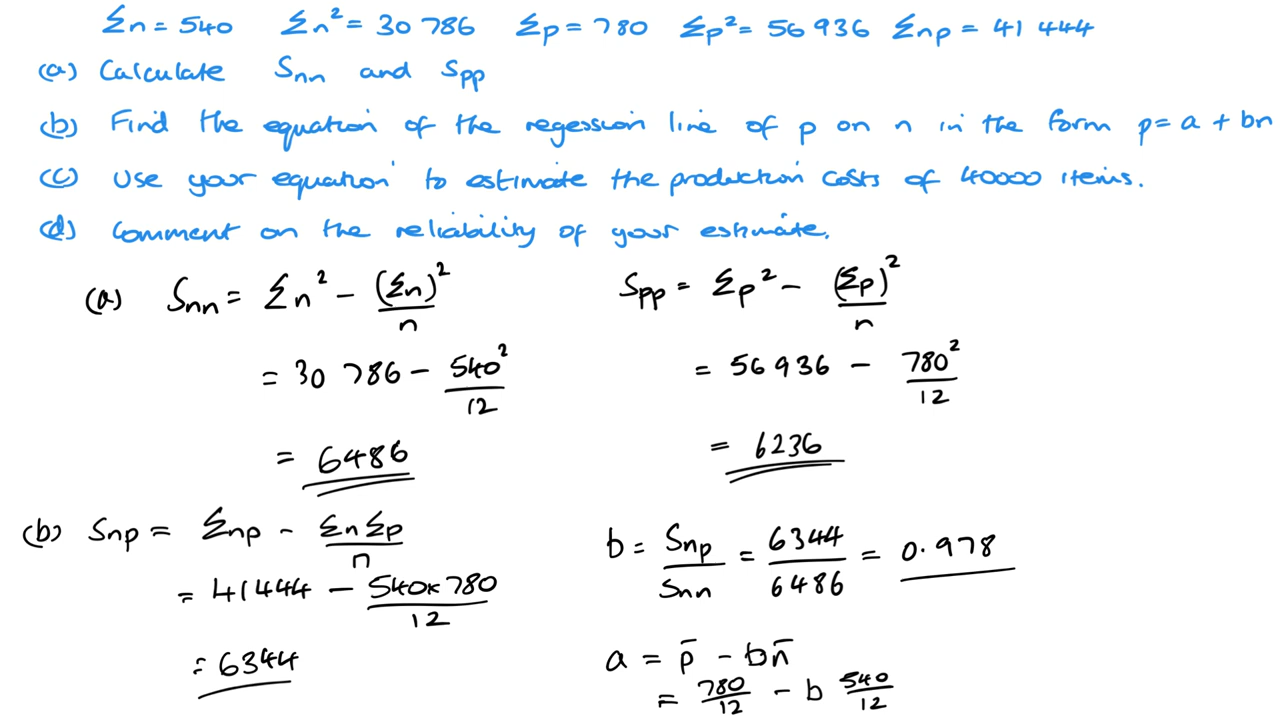 Σn = 540 Σn² = 30 786 Σp = 780 Σp² = 56 936 Σnp = 41 444
(a) Calculate Snn and Spp
(b) Find the equation of the regession line of p on n in the form p = a + bn
(c) Use your equation to estimate the production costs of 40000 items.
(d) Comment on the reliability of your estimate.
(a) Snn = Σn² − (Σn)²/n
= 30 786 − 540²/12
= 6486
Spp = Σp² − (Σp)²/n
= 56 936 − 780²/12
= 6236
(b) Snp = Σnp − ΣnΣp/n
= 41444 − 540×780/12
= 6344
b = Snp/Snn = 6344/6486 = 0.978
a = p̄ − bn̄
= 780/12 − b 540/12